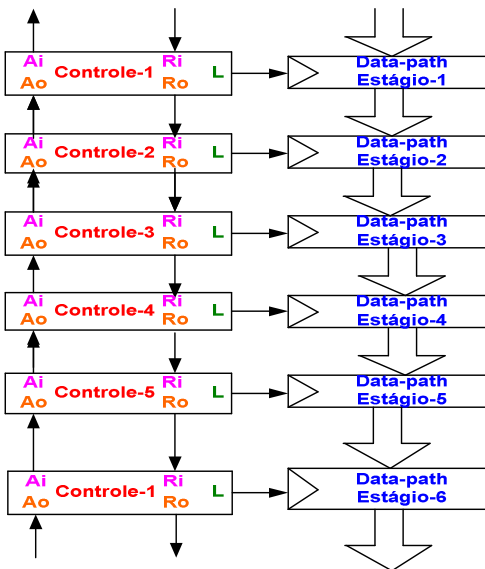 Ai Ri
Controle-1 L
Ao Ro
Data-path
Estágio-1
Ai Ri
Controle-2 L
Ao Ro
Data-path
Estágio-2
Ai Ri
Controle-3 L
Ao Ro
Data-path
Estágio-3
Ai Ri
Controle-4 L
Ao Ro
Data-path
Estágio-4
Ai Ri
Controle-5 L
Ao Ro
Data-path
Estágio-5
Ai Ri
Controle-1 L
Ao Ro
Data-path
Estágio-6